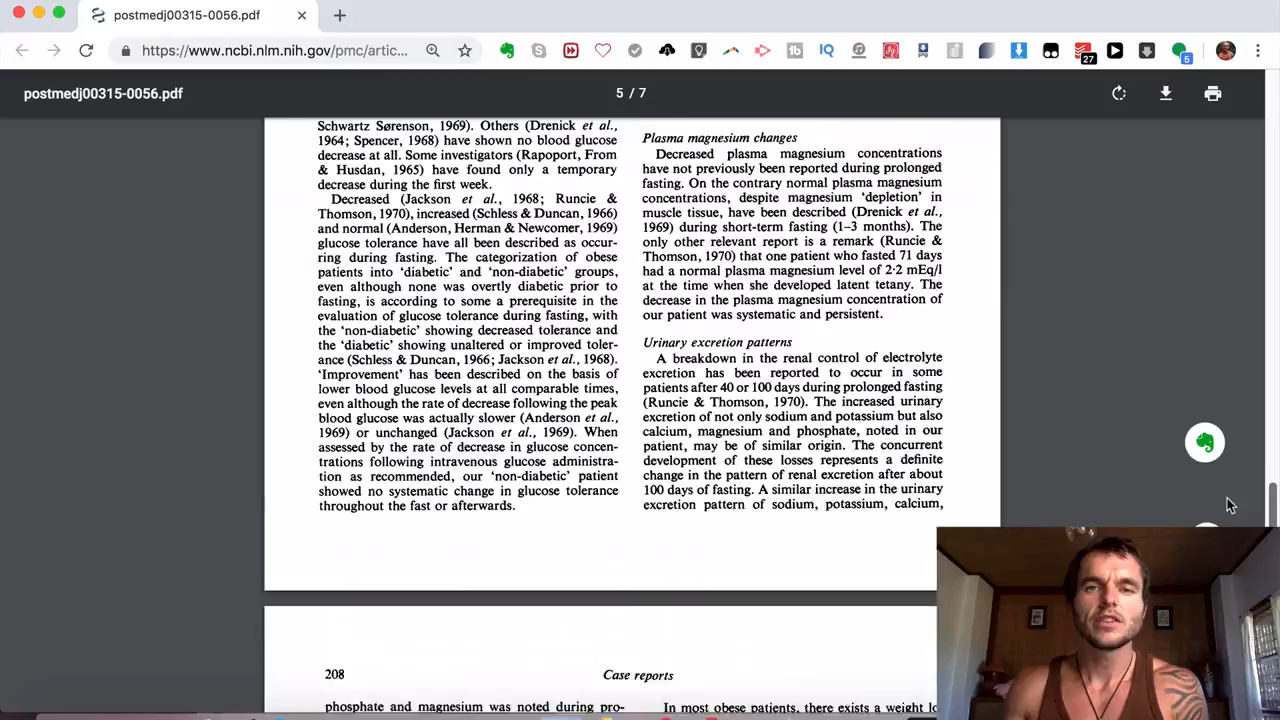 postmedj00315-0056.pdf
https://www.ncbi.nlm.nih.gov/pmc/artic...
27
5
postmedj00315-0056.pdf
5 / 7
Schwartz Sørenson, 1969). Others (Drenick et al.,
1964; Spencer, 1968) have shown no blood glucose
decrease at all. Some investigators (Rapoport, From
& Husdan, 1965) have found only a temporary
decrease during the first week.
Decreased (Jackson et al., 1968; Runcie &
Thomson, 1970), increased (Schless & Duncan, 1966)
and normal (Anderson, Herman & Newcomer, 1969)
glucose tolerance have all been described as occur-
ring during fasting. The categorization of obese
patients into 'diabetic' and 'non-diabetic' groups,
even although none was overtly diabetic prior to
fasting, is according to some a prerequisite in the
evaluation of glucose tolerance during fasting, with
the 'non-diabetic' showing decreased tolerance and
the 'diabetic' showing unaltered or improved toler-
ance (Schless & Duncan, 1966; Jackson et al., 1968).
'Improvement' has been described on the basis of
lower blood glucose levels at all comparable times,
even although the rate of decrease following the peak
blood glucose was actually slower (Anderson et al.,
1969) or unchanged (Jackson et al., 1969). When
assessed by the rate of decrease in glucose concen-
trations following intravenous glucose administra-
tion as recommended, our 'non-diabetic' patient
showed no systematic change in glucose tolerance
throughout the fast or afterwards.
Plasma magnesium changes
Decreased plasma magnesium concentrations
have not previously been reported during prolonged
fasting. On the contrary normal plasma magnesium
concentrations, despite magnesium 'depletion' in
muscle tissue, have been described (Drenick et al.,
1969) during short-term fasting (1–3 months). The
only other relevant report is a remark (Runcie &
Thomson, 1970) that one patient who fasted 71 days
had a normal plasma magnesium level of 2·2 mEq/l
at the time when she developed latent tetany. The
decrease in the plasma magnesium concentration of
our patient was systematic and persistent.
Urinary excretion patterns
A breakdown in the renal control of electrolyte
excretion has been reported to occur in some
patients after 40 or 100 days during prolonged fasting
(Runcie & Thomson, 1970). The increased urinary
excretion of not only sodium and potassium but also
calcium, magnesium and phosphate, noted in our
patient, may be of similar origin. The concurrent
development of these losses represents a definite
change in the pattern of renal excretion after about
100 days of fasting. A similar increase in the urinary
excretion pattern of sodium, potassium, calcium,
208
Case reports
phosphate and magnesium was noted during pro-
In most obese patients, there exists a weight